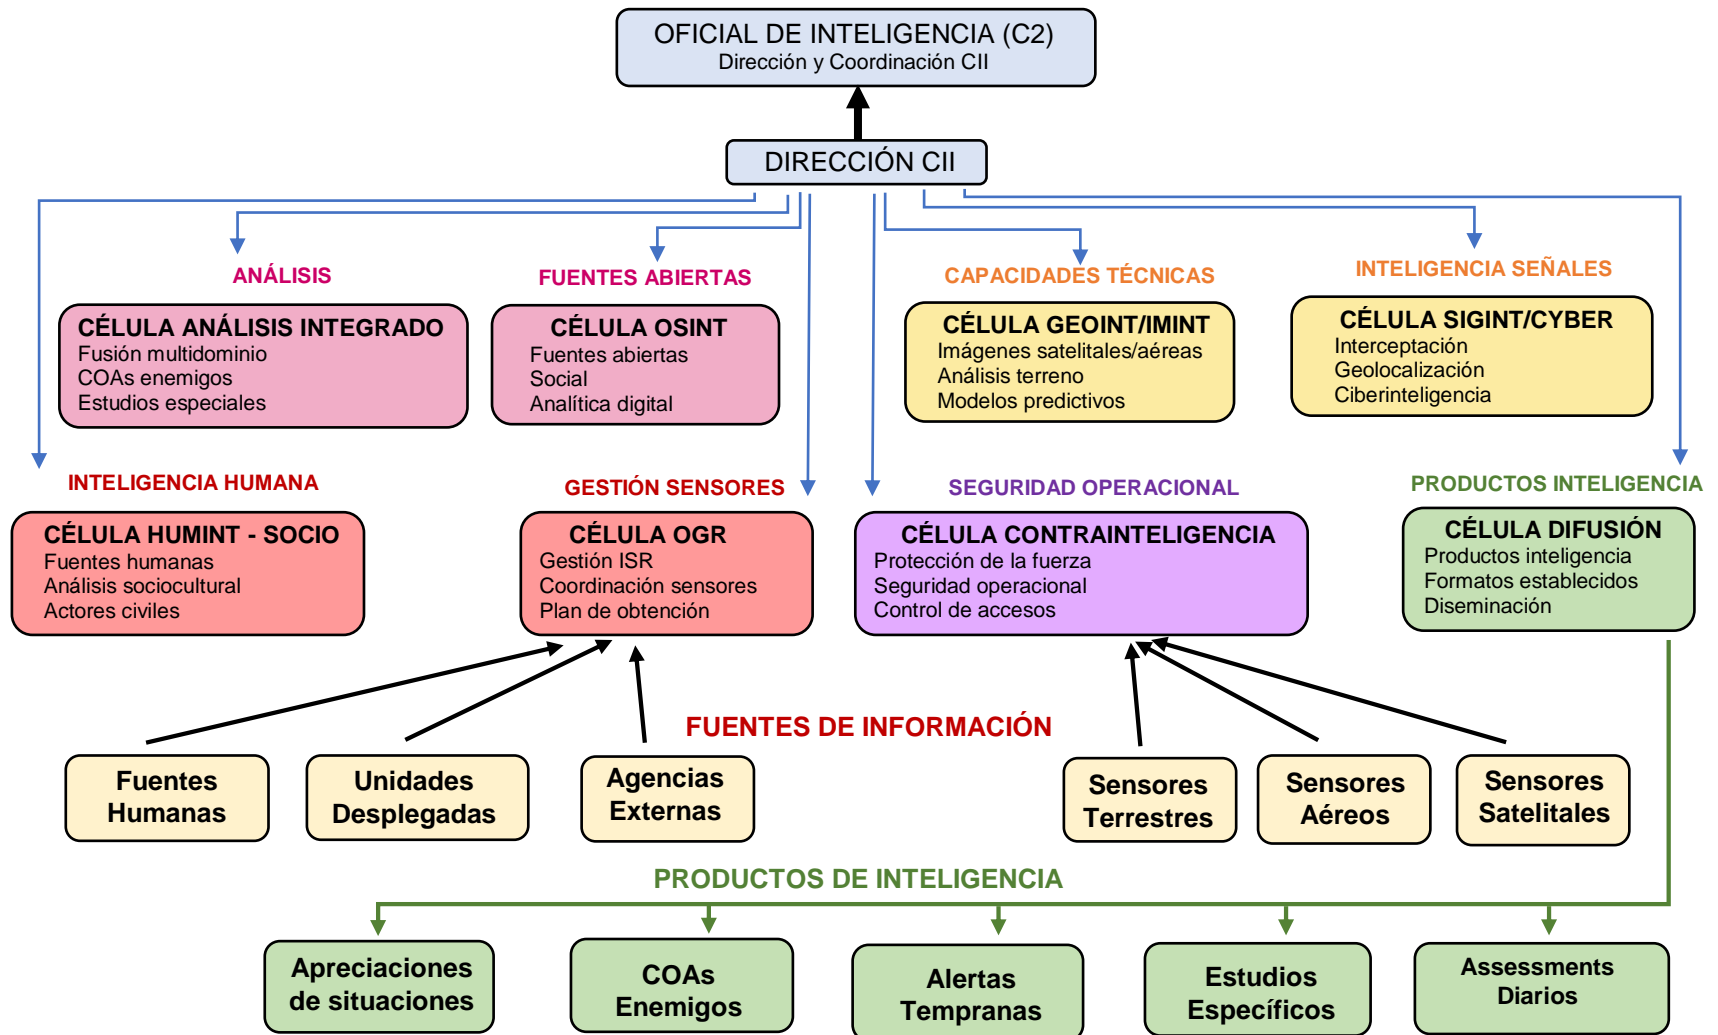 OFICIAL DE INTELIGENCIA (C2)
Dirección y Coordinación CII
DIRECCIÓN CII
ANÁLISIS
CÉLULA ANÁLISIS INTEGRADO
Fusión multidominio
COAs enemigos
Estudios especiales
FUENTES ABIERTAS
CÉLULA OSINT
Fuentes abiertas
Social
Analítica digital
CAPACIDADES TÉCNICAS
CÉLULA GEOINT/IMINT
Imágenes satelitales/aéreas
Análisis terreno
Modelos predictivos
INTELIGENCIA SEÑALES
CÉLULA SIGINT/CYBER
Interceptación
Geolocalización
Ciberinteligencia
INTELIGENCIA HUMANA
CÉLULA HUMINT - SOCIO
Fuentes humanas
Análisis sociocultural
Actores civiles
GESTIÓN SENSORES
CÉLULA OGR
Gestión ISR
Coordinación sensores
Plan de obtención
SEGURIDAD OPERACIONAL
CÉLULA CONTRAINTELIGENCIA
Protección de la fuerza
Seguridad operacional
Control de accesos
PRODUCTOS INTELIGENCIA
CÉLULA DIFUSIÓN
Productos inteligencia
Formatos establecidos
Diseminación
FUENTES DE INFORMACIÓN
Fuentes
Humanas
Unidades
Desplegadas
Agencias
Externas
Sensores
Terrestres
Sensores
Aéreos
Sensores
Satelitales
PRODUCTOS DE INTELIGENCIA
Apreciaciones
de situaciones
COAs
Enemigos
Alertas
Tempranas
Estudios
Específicos
Assessments
Diarios